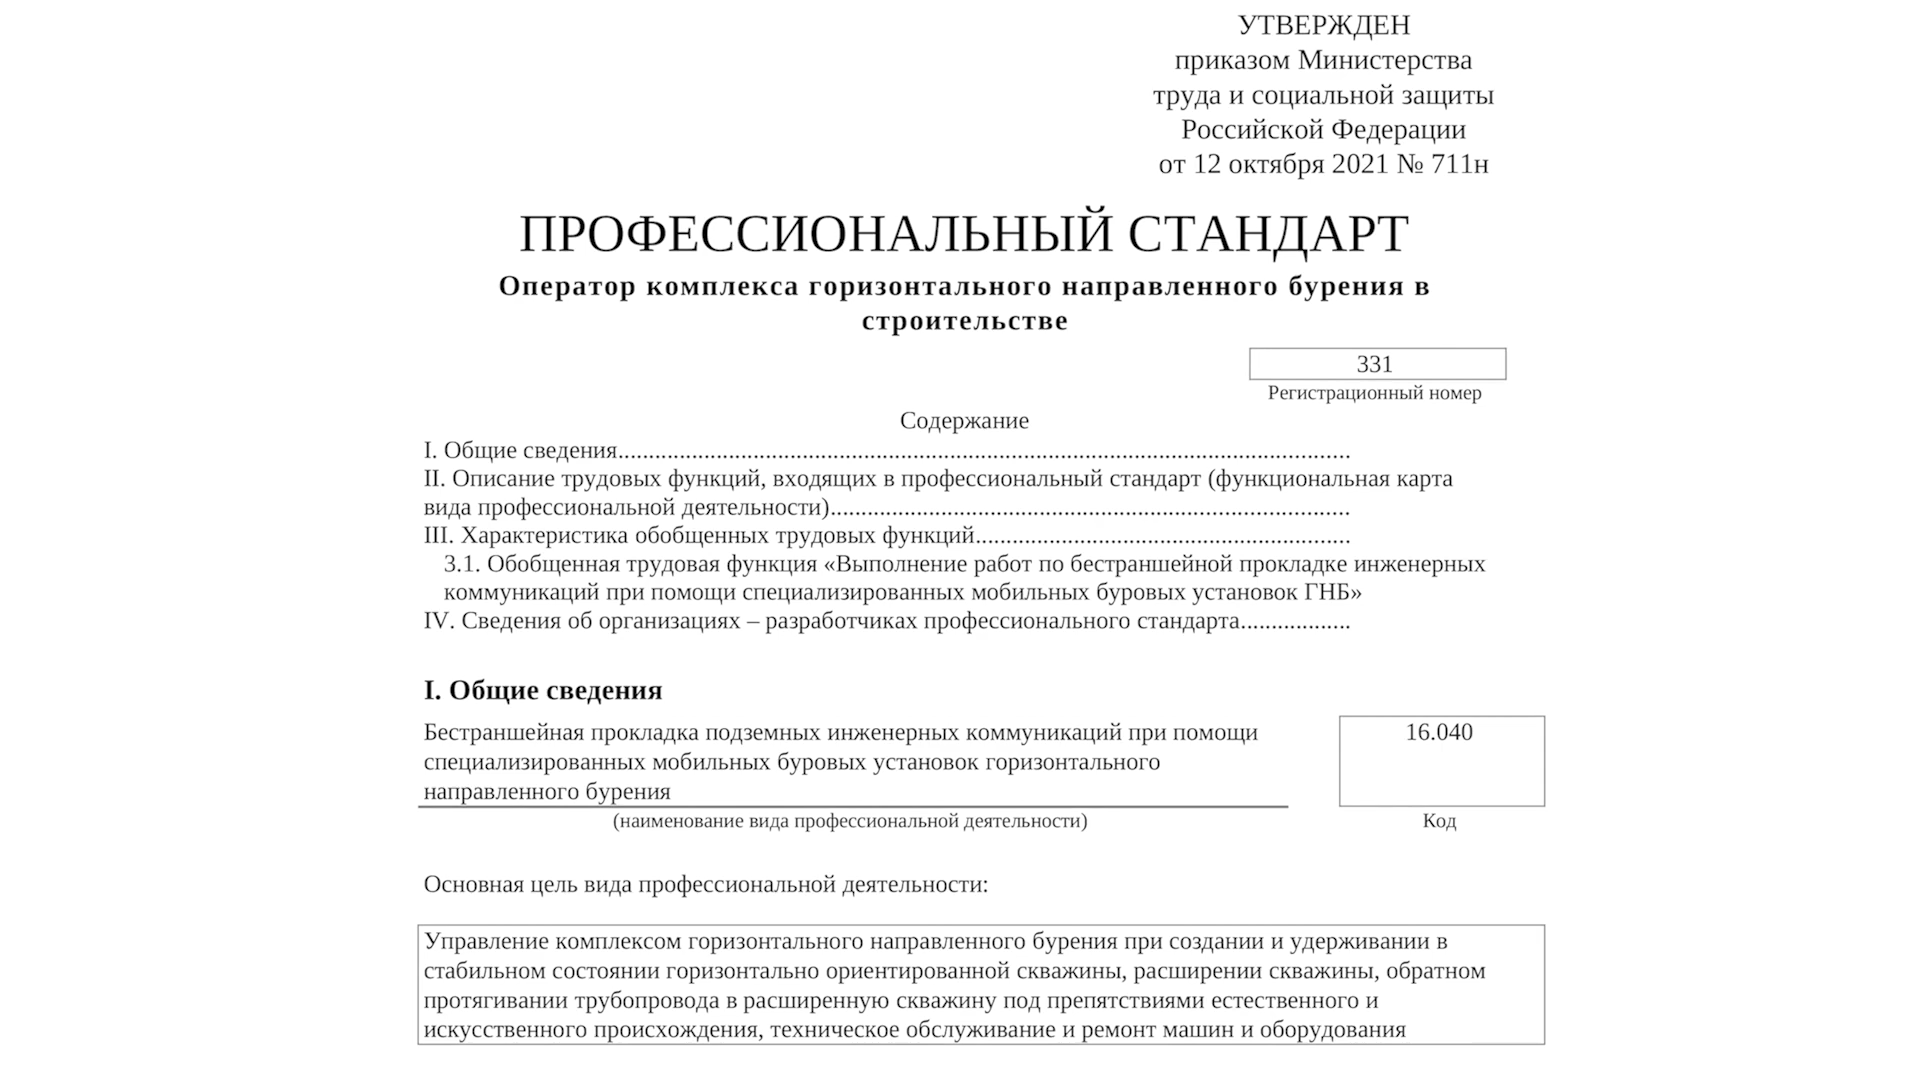 УТВЕРЖДЕН
приказом Министерства
труда и социальной защиты
Российской Федерации
от 12 октября 2021 № 711н
ПРОФЕССИОНАЛЬНЫЙ СТАНДАРТ
Оператор комплекса горизонтального направленного бурения в
строительстве
331
Регистрационный номер
Содержание
I. Общие сведения.......................................................................................................................
II. Описание трудовых функций, входящих в профессиональный стандарт (функциональная карта
вида профессиональной деятельности)....................................................................................
III. Характеристика обобщенных трудовых функций.............................................................
3.1. Обобщенная трудовая функция «Выполнение работ по бестраншейной прокладке инженерных
коммуникаций при помощи специализированных мобильных буровых установок ГНБ»
IV. Сведения об организациях – разработчиках профессионального стандарта..................
I. Общие сведения
Бестраншейная прокладка подземных инженерных коммуникаций при помощи
специализированных мобильных буровых установок горизонтального
направленного бурения
16.040
(наименование вида профессиональной деятельности)
Код
Основная цель вида профессиональной деятельности:
Управление комплексом горизонтального направленного бурения при создании и удерживании в
стабильном состоянии горизонтально ориентированной скважины, расширении скважины, обратном
протягивании трубопровода в расширенную скважину под препятствиями естественного и
искусственного происхождения, техническое обслуживание и ремонт машин и оборудования